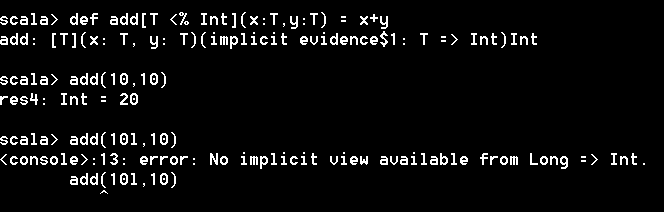 scala> def add[T <% Int](x:T,y:T) = x+y
add: [T](x: T, y: T)(implicit evidence$1: T => Int)Int
scala> add(10,10)
res4: Int = 20
scala> add(10l,10)
<console>:13: error: No implicit view available from Long => Int.
add(10l,10)
^